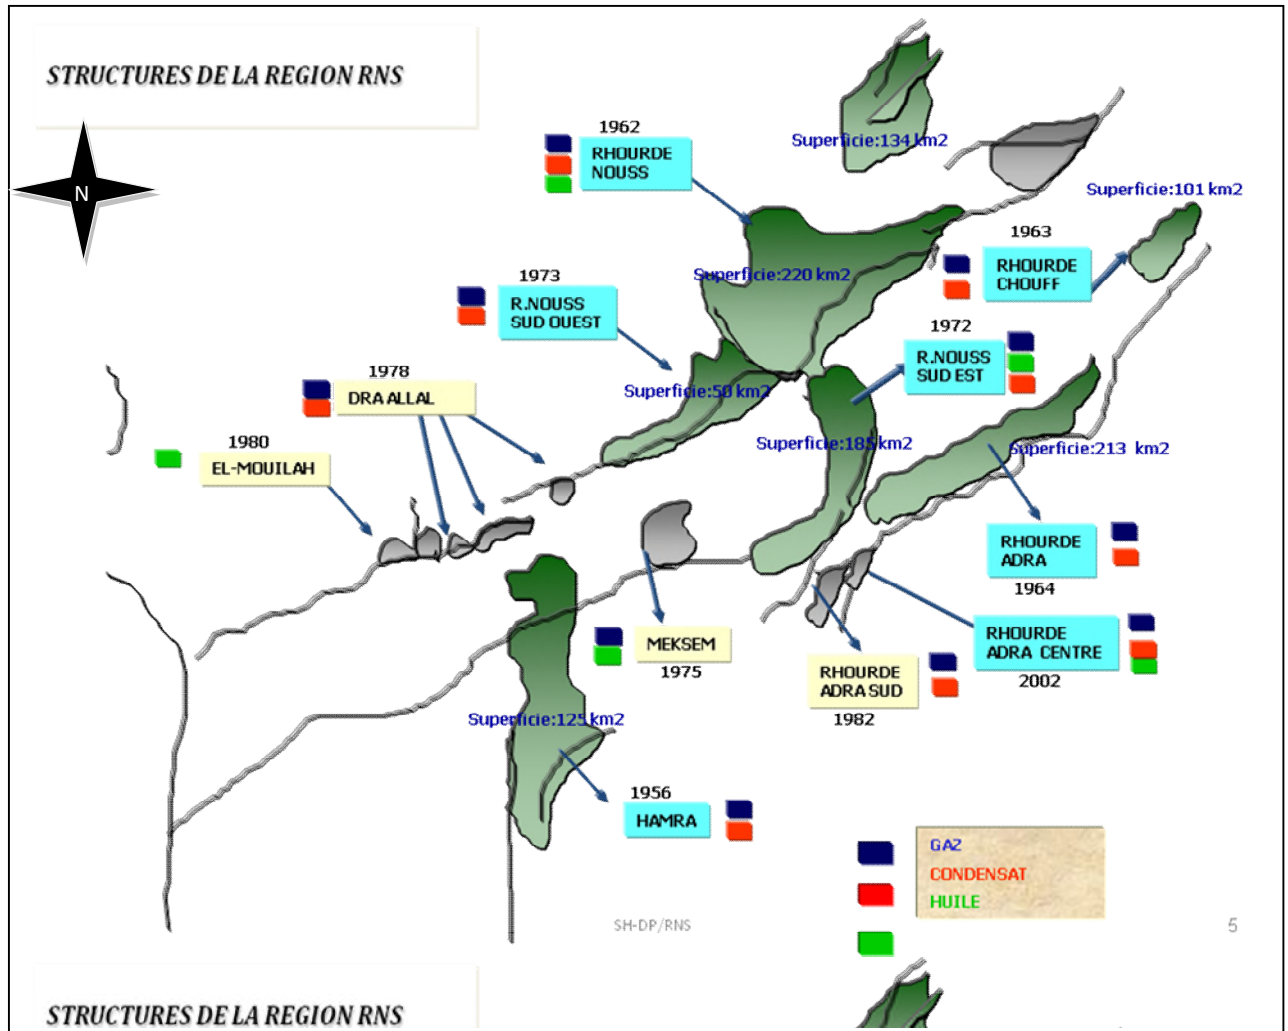 STRUCTURES DE LA REGION RNS
N
Superficie:134 km2
1962
RHOURDE
NOUSS
Superficie:101 km2
1963
RHOURDE
CHOUFF
Superficie:220 km2
1973
R.NOUSS
SUD OUEST
1972
R.NOUSS
SUD EST
Superficie:50 km2
1978
DRA ALLAL
1980
EL-MOUILAH
Superficie:185 km2
Superficie:213 km2
RHOURDE
ADRA
1964
MEKSEM
1975
RHOURDE
ADRA CENTRE
2002
RHOURDE
ADRA SUD
1982
Superficie:125 km2
1956
HAMRA
GAZ
CONDENSAT
HUILE
SH-DP/RNS
5
STRUCTURES DE LA REGION RNS